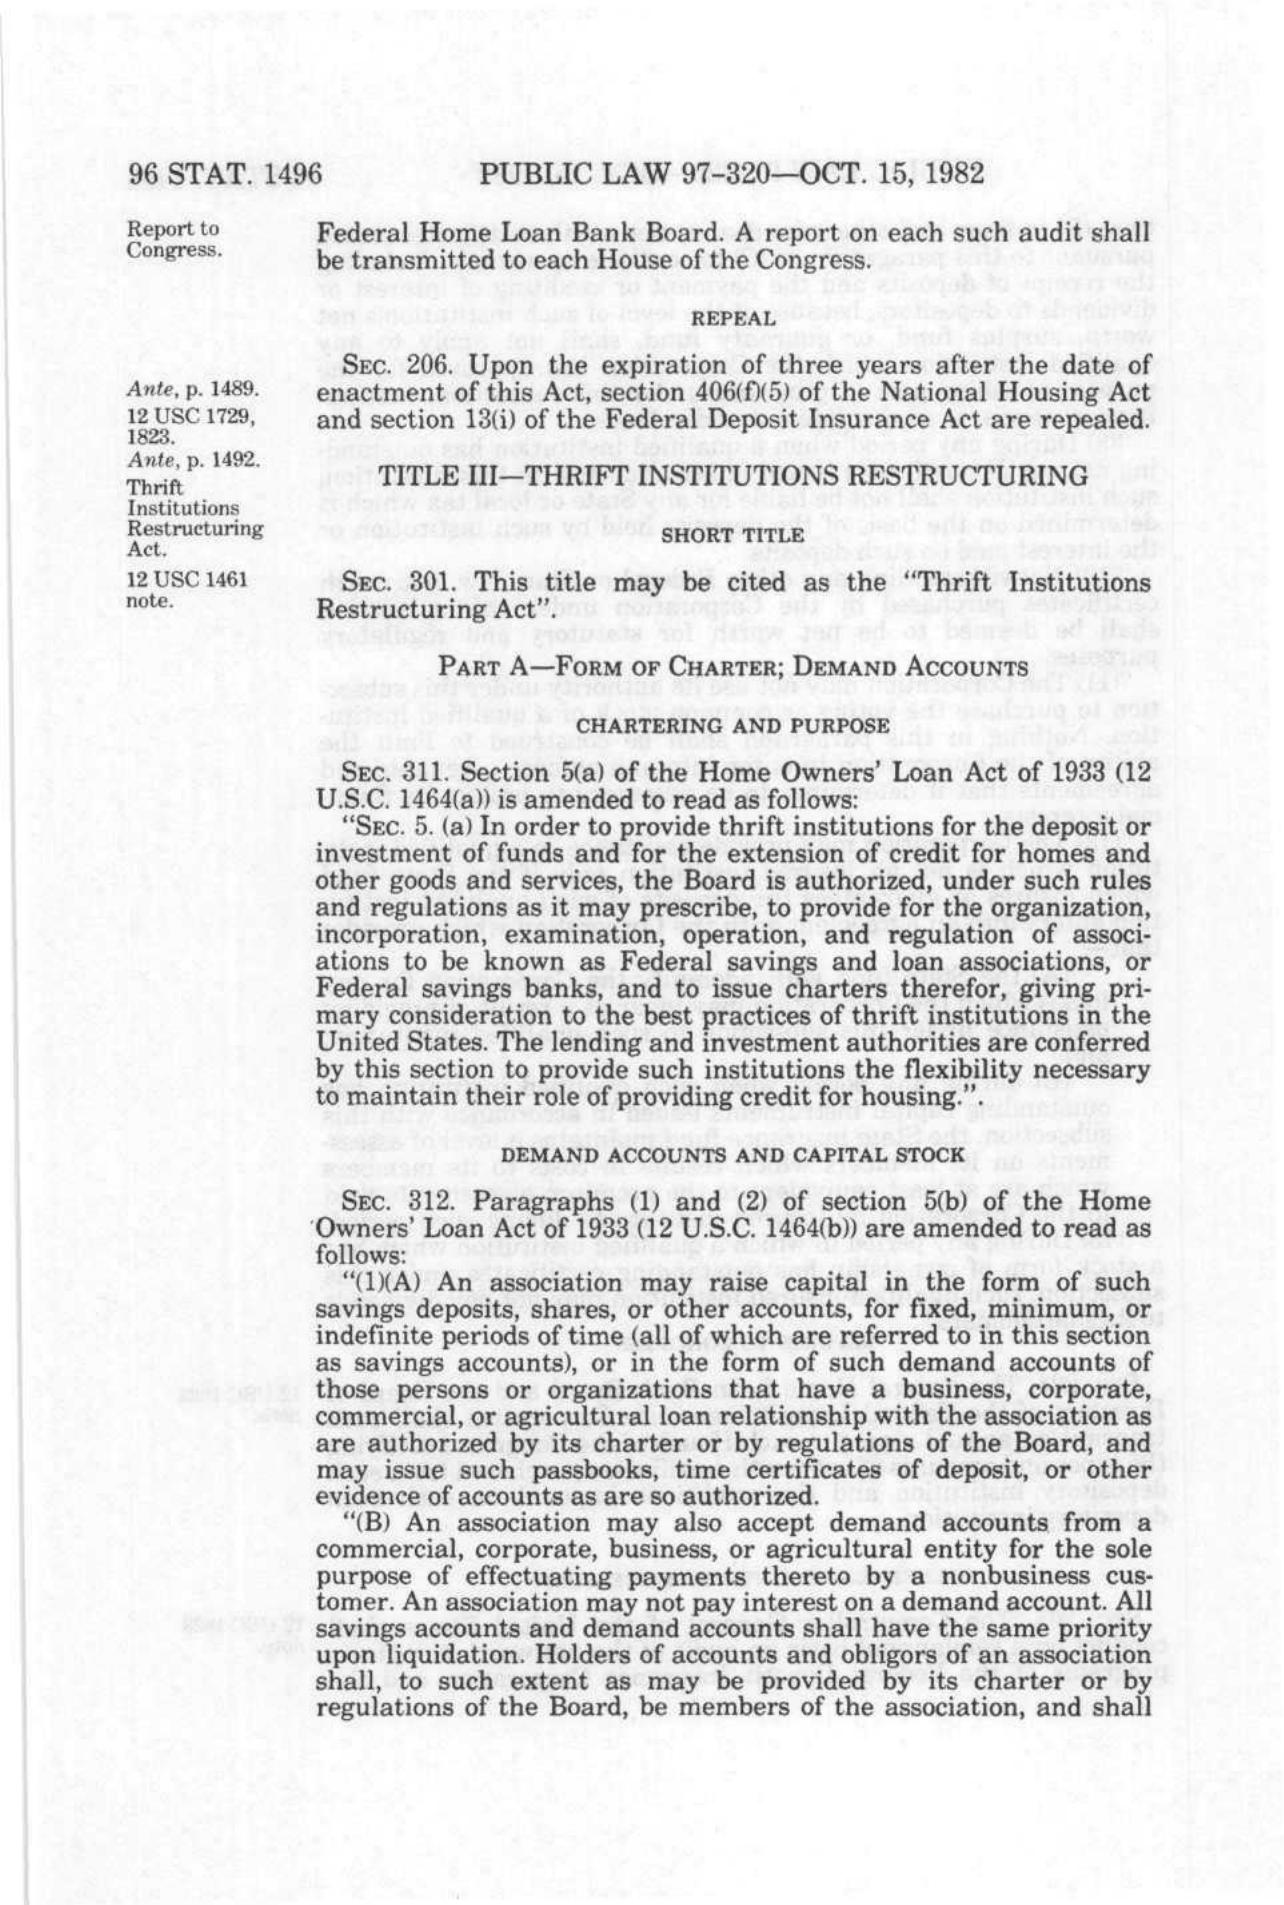 96 STAT. 1496 PUBLIC LAW 97-320—OCT. 15, 1982
Report to
Congress.
Federal Home Loan Bank Board. A report on each such audit shall
be transmitted to each House of the Congress.
REPEAL
SEC. 206. Upon the expiration of three years after the date of
enactment of this Act, section 406(f)(5) of the National Housing Act
and section 13(i) of the Federal Deposit Insurance Act are repealed.
Ante, p. 1489.
12 USC 1729,
1823.
Ante, p. 1492.
Thrift
Institutions
Restructuring
Act.
12 USC 1461
note.
TITLE III—THRIFT INSTITUTIONS RESTRUCTURING
SHORT TITLE
SEC. 301. This title may be cited as the "Thrift Institutions
Restructuring Act".
PART A—FORM OF CHARTER; DEMAND ACCOUNTS
CHARTERING AND PURPOSE
SEC. 311. Section 5(a) of the Home Owners' Loan Act of 1933 (12
U.S.C. 1464(a)) is amended to read as follows:
"SEC. 5. (a) In order to provide thrift institutions for the deposit or
investment of funds and for the extension of credit for homes and
other goods and services, the Board is authorized, under such rules
and regulations as it may prescribe, to provide for the organization,
incorporation, examination, operation, and regulation of associ-
ations to be known as Federal savings and loan associations, or
Federal savings banks, and to issue charters therefor, giving pri-
mary consideration to the best practices of thrift institutions in the
United States. The lending and investment authorities are conferred
by this section to provide such institutions the flexibility necessary
to maintain their role of providing credit for housing.".
DEMAND ACCOUNTS AND CAPITAL STOCK
SEC. 312. Paragraphs (1) and (2) of section 5(b) of the Home
Owners' Loan Act of 1933 (12 U.S.C. 1464(b)) are amended to read as
follows:
"(1)(A) An association may raise capital in the form of such
savings deposits, shares, or other accounts, for fixed, minimum, or
indefinite periods of time (all of which are referred to in this section
as savings accounts), or in the form of such demand accounts of
those persons or organizations that have a business, corporate,
commercial, or agricultural loan relationship with the association as
are authorized by its charter or by regulations of the Board, and
may issue such passbooks, time certificates of deposit, or other
evidence of accounts as are so authorized.
"(B) An association may also accept demand accounts from a
commercial, corporate, business, or agricultural entity for the sole
purpose of effectuating payments thereto by a nonbusiness cus-
tomer. An association may not pay interest on a demand account. All
savings accounts and demand accounts shall have the same priority
upon liquidation. Holders of accounts and obligors of an association
shall, to such extent as may be provided by its charter or by
regulations of the Board, be members of the association, and shall